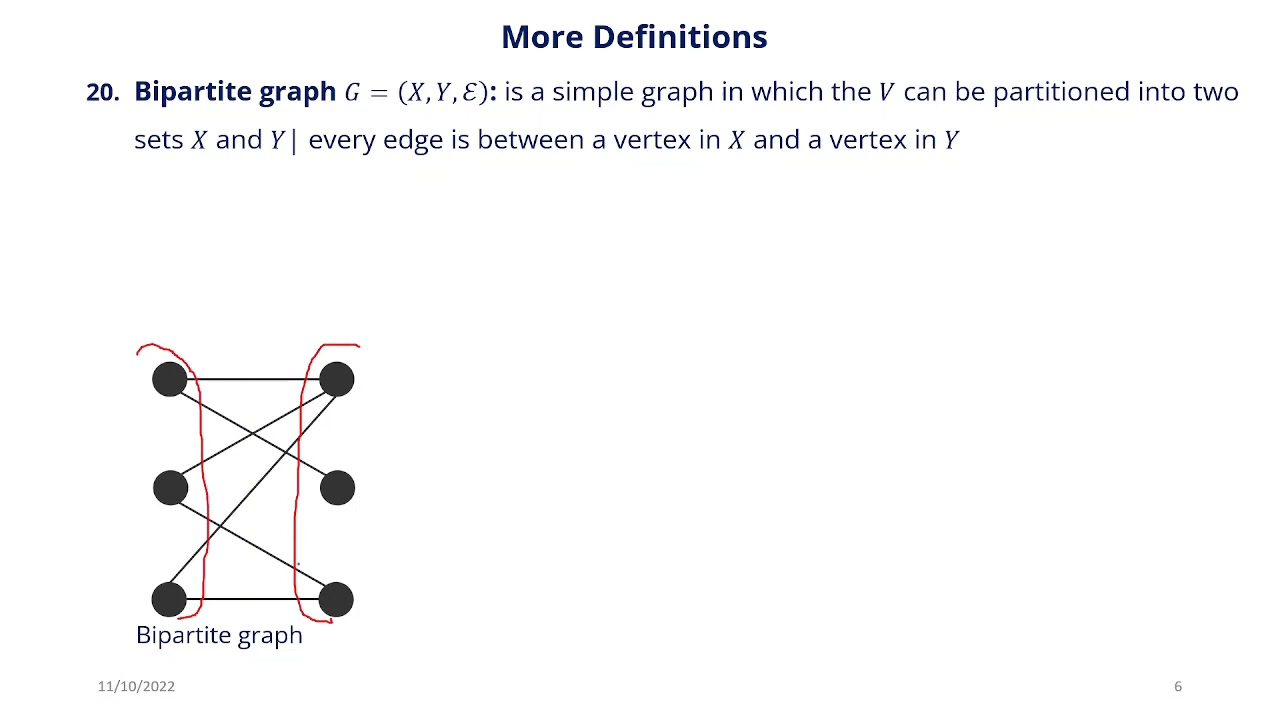 More Definitions
20. Bipartite graph G = (X, Y, ℰ): is a simple graph in which the V can be partitioned into two
sets X and Y| every edge is between a vertex in X and a vertex in Y
Bipartite graph
11/10/2022
6